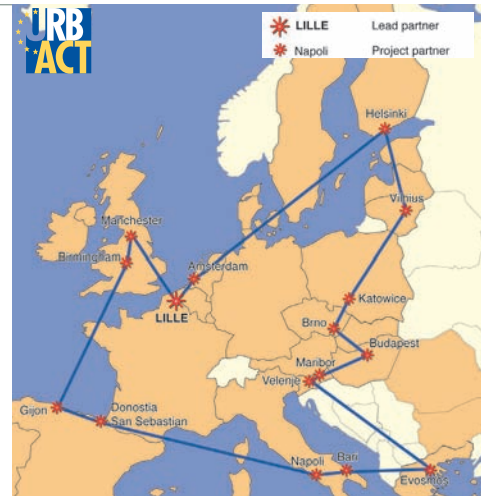 URB
ACT
LILLE Lead partner
Napoli Project partner
Helsinki
Vilnius
Manchester
Birmingham
Amsterdam
LILLE
Katowice
Brno
Budapest
Maribor
Velenje
Gijon
Donostia
San Sebastian
Napoli
Bari
Evosmos